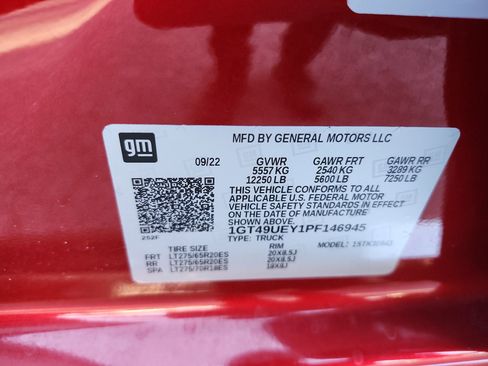 gm
MFD BY GENERAL MOTORS LLC
09/22 GVWR GAWR FRT GAWR RR
5557 KG 2540 KG 3289 KG
12250 LB 5600 LB 7250 LB
THIS VEHICLE CONFORMS TO ALL
APPLICABLE U.S. FEDERAL MOTOR
VEHICLE SAFETY STANDARDS IN EFFECT
ON THE DATE OF MANUFACTURE
1GT49UEY1PF146945
TYPE: TRUCK MODEL:
252F
TIRE SIZE RIM
FRT LT275/65R20ES 20X8.5J
RR LT275/65R20ES 20X8.5J
SPA LT275/70R18ES 18X8J